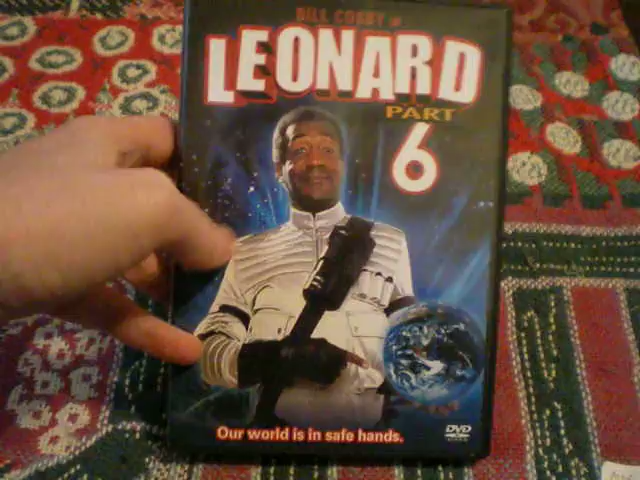 BILL COSBY in
LEONARD
PART
6
Our world is in safe hands.
DVD